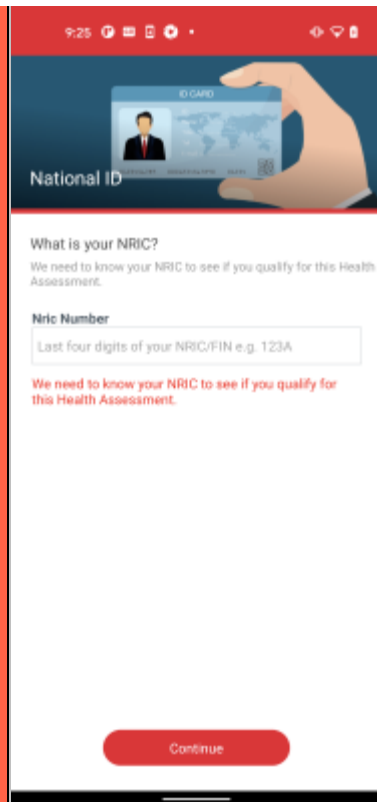 9:25
ID CARD
National ID
What is your NRIC?
We need to know your NRIC to see if you qualify for this Health
Assessment.
Nric Number
Last four digits of your NRIC/FIN e.g. 123A
We need to know your NRIC to see if you qualify for
this Health Assessment.
Continue